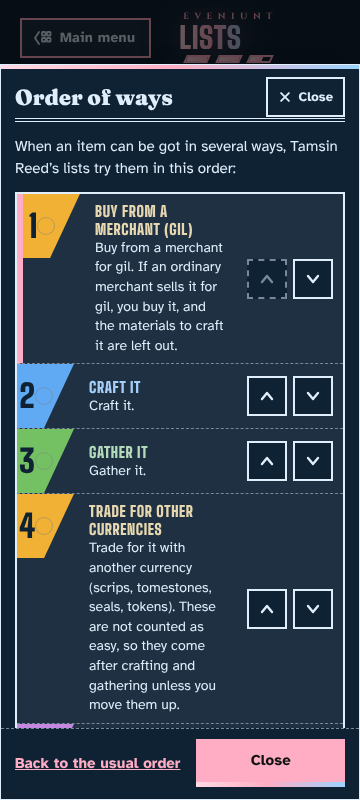 EVENIUNT
Main menu
LISTS
Order of ways
Close
When an item can be got in several ways, Tamsin
Reed’s lists try them in this order:
1
BUY FROM A
MERCHANT (GIL)
Buy from a merchant
for gil. If an ordinary
merchant sells it for
gil, you buy it, and
the materials to craft
it are left out.
2
CRAFT IT
Craft it.
3
GATHER IT
Gather it.
4
TRADE FOR OTHER
CURRENCIES
Trade for it with
another currency
(scrips, tomestones,
seals, tokens). These
are not counted as
easy, so they come
after crafting and
gathering unless you
move them up.
Back to the usual order
Close